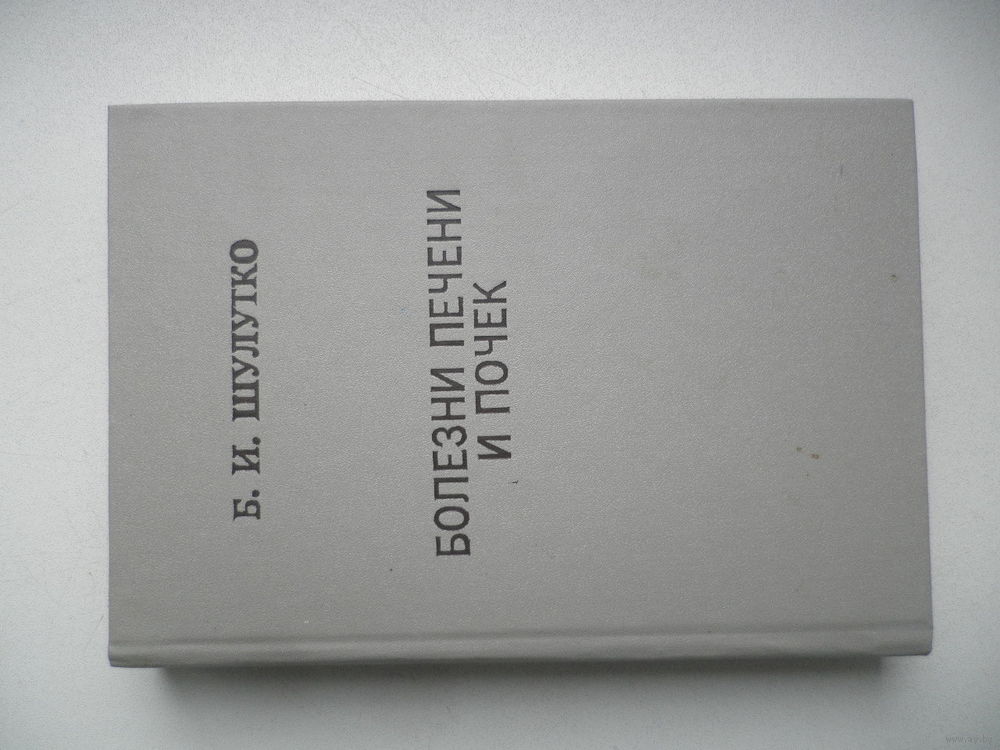 Б. И. ШУЛУТКО
БОЛЕЗНИ ПЕЧЕНИ
И ПОЧЕК